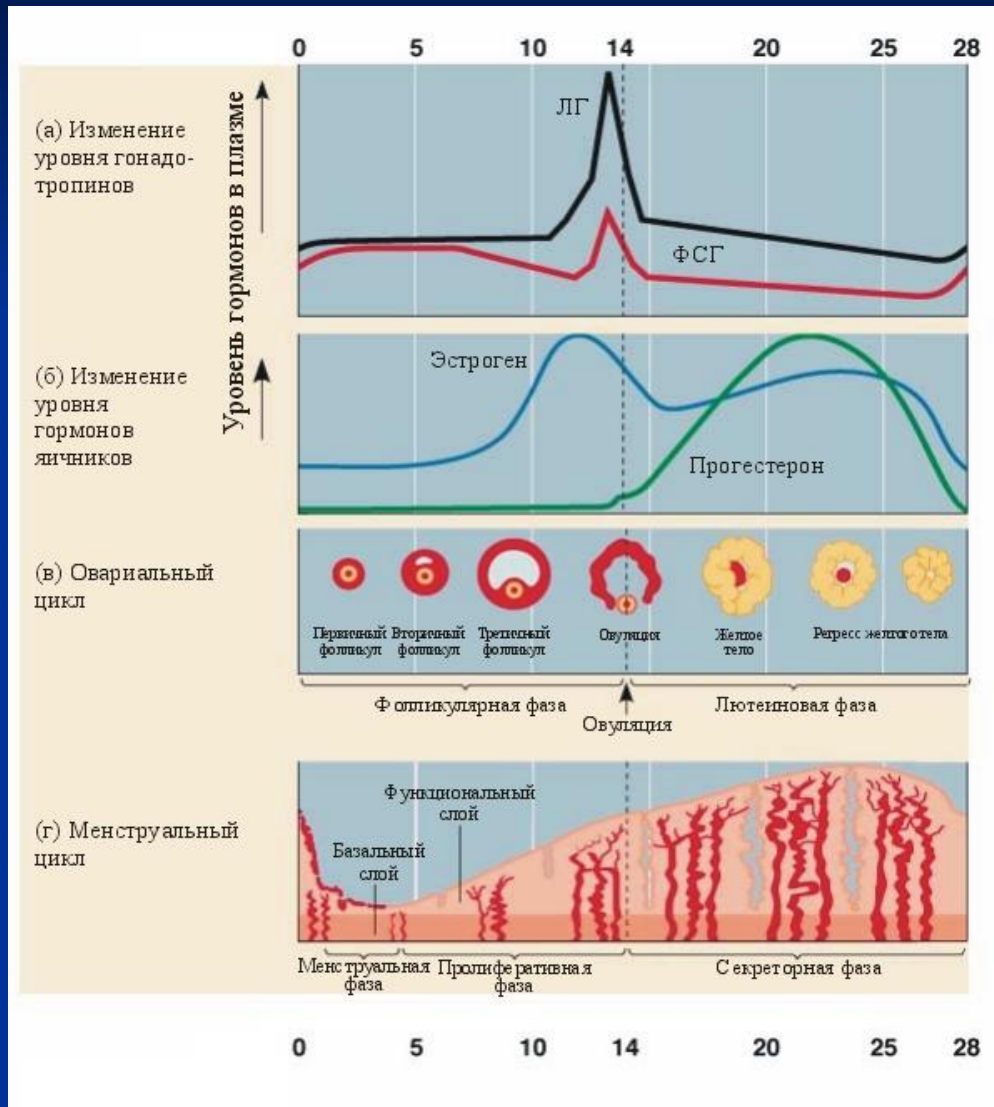 0 5 10 14 20 25 28
Уровень гормонов в плазме
(а) Изменение
уровня гонадо-
тропинов
ЛГ
ФСГ
(б) Изменение
уровня
гормонов
яичников
Эстроген
Прогестерон
(в) Овариальный
цикл
Первичный
фолликул
Вторичный
фолликул
Третичный
фолликул
Овуляция
Желтое
тело
Регресс желтого тела
Фолликулярная фаза
Овуляция
Лютеиновая фаза
(г) Менструальный
цикл
Функциональный
слой
Базальный
слой
Менструальная
фаза
Пролиферативная
фаза
Секреторная фаза
0 5 10 14 20 25 28